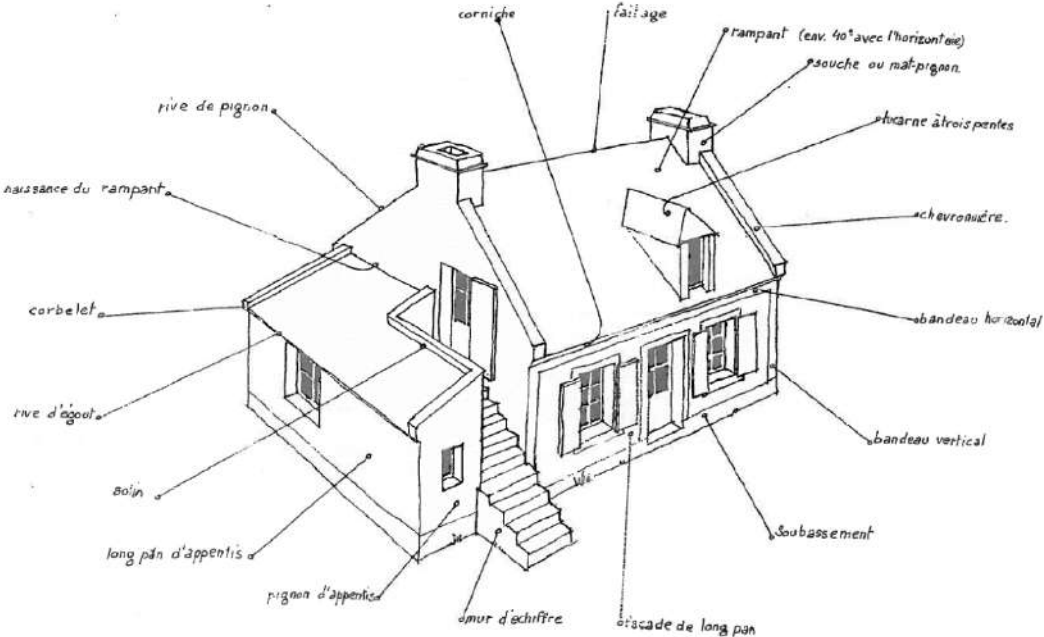 corniche
faîtage
rampant (env. 40° avec l'horizontale)
souche ou mat-pignon
rive de pignon
lucarne à trois pentes
naissance du rampant
chevronnière
corbelet
bandeau horizontal
rive d'égout
bandeau vertical
solin
Soubassement
long pan d'appentis
pignon d'appentis
mur d'échiffre
façade de long pan